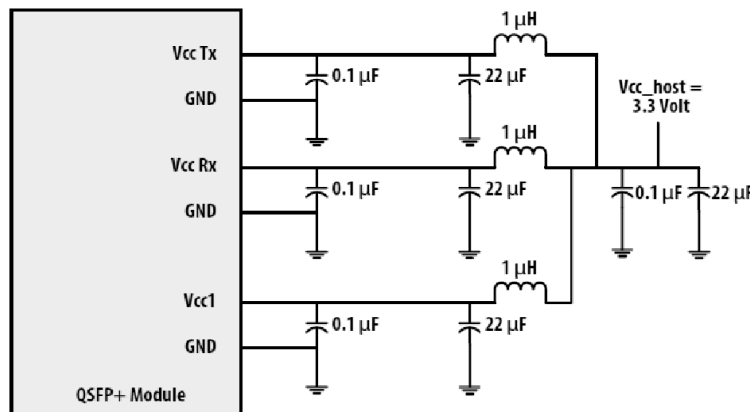 1 µH
Vcc Tx
0.1 µF
22 µF
GND
Vcc_host =
3.3 Volt
1 µH
Vcc Rx
0.1 µF
22 µF
0.1 µF
22 µF
GND
1 µH
Vcc1
0.1 µF
22 µF
GND
QSFP+ Module